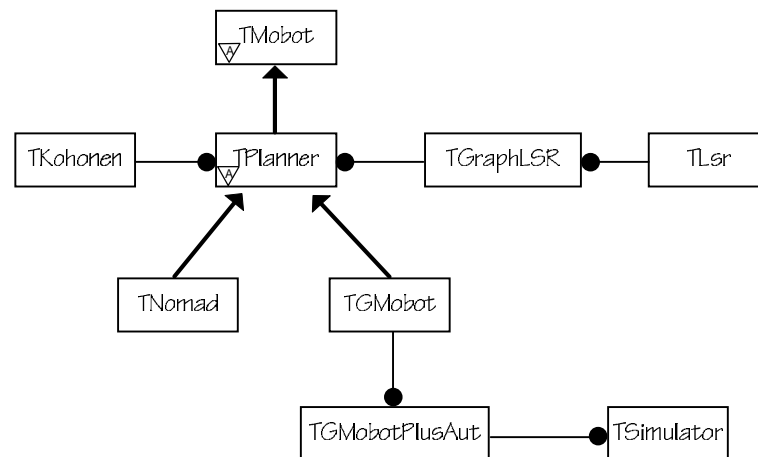 TMobot
A
TKohonen
TPlanner
A
TGraphLSR
TLsr
TNomad
TGMobot
TGMobotPlusAut
TSimulator